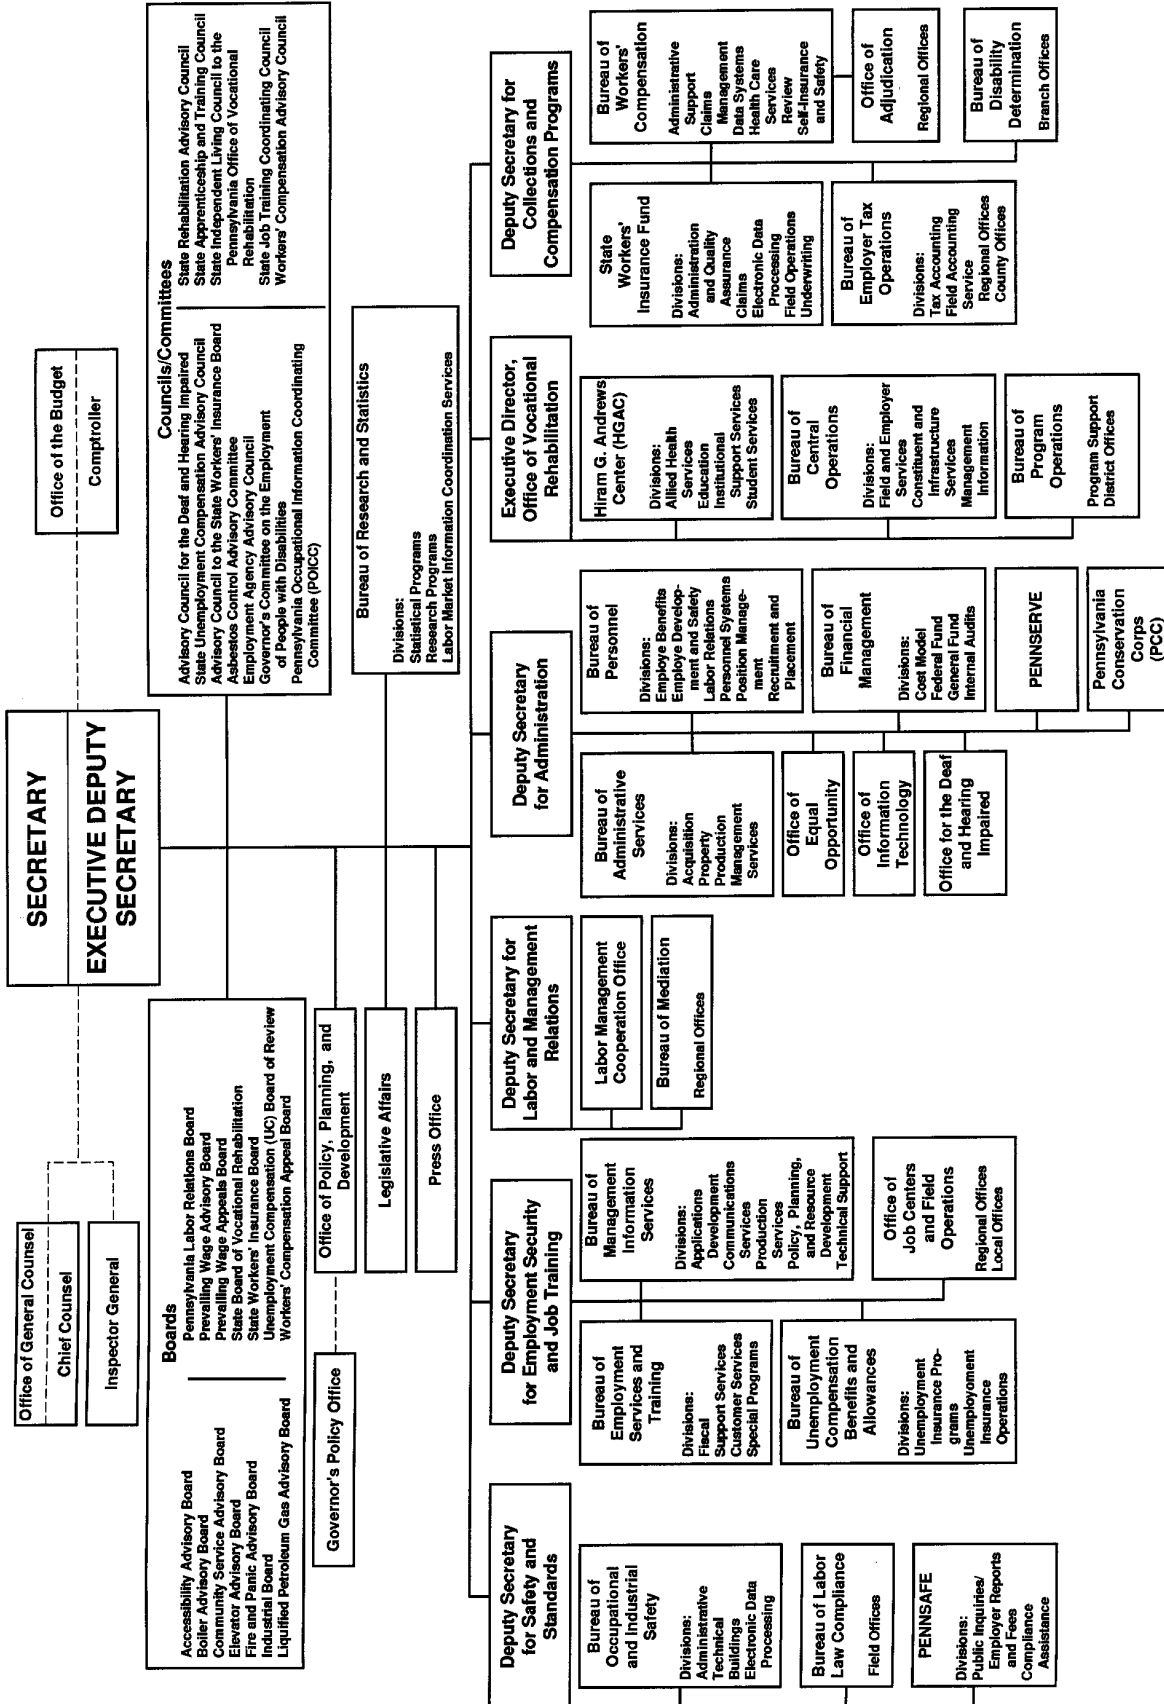 SECRETARY
EXECUTIVE DEPUTY
SECRETARY
Office of General Counsel
Chief Counsel
Inspector General
Office of the Budget
Comptroller
Boards
Accessibility Advisory Board
Boiler Advisory Board
Community Service Advisory Board
Elevator Advisory Board
Fire and Panic Advisory Board
Industrial Board
Liquified Petroleum Gas Advisory Board
Pennsylvania Labor Relations Board
Prevailing Wage Advisory Board
Prevailing Wage Appeals Board
State Board of Vocational Rehabilitation
State Workers' Insurance Board
Unemployment Compensation (UC) Board of Review
Workers' Compensation Appeal Board
Councils/Committees
Advisory Council for the Deaf and Hearing Impaired
State Unemployment Compensation Advisory Council
Advisory Council to the State Workers' Insurance Board
Asbestos Control Advisory Committee
Employment Agency Advisory Council
Governor's Committee on the Employment
of People with Disabilities
Pennsylvania Occupational Information Coordinating
Committee (POICC)
State Rehabilitation Advisory Council
State Apprenticeship and Training Council
State Independent Living Council to the
Pennsylvania Office of Vocational
Rehabilitation
State Job Training Coordinating Council
Workers' Compensation Advisory Council
Governor's Policy Office
Office of Policy, Planning, and
Development
Legislative Affairs
Press Office
Bureau of Research and Statistics
Divisions:
Statistical Programs
Research Programs
Labor Market Information Coordination Services
Deputy Secretary
for Safety and
Standards
Bureau of
Occupational
and Industrial
Safety
Divisions:
Administrative
Technical
Buildings
Electronic Data
Processing
Bureau of Labor
Law Compliance
Field Offices
PENNSAFE
Divisions:
Public Inquiries/
Employer Reports
and Fees
Compliance
Assistance
Deputy Secretary
for Employment Security
and Job Training
Bureau of
Employment
Services and
Training
Divisions:
Fiscal
Support Services
Customer Services
Special Programs
Bureau of
Unemployment
Compensation
Benefits and
Allowances
Divisions:
Unemployment
Insurance Pro-
grams
Unemployoment
Insurance
Operations
Bureau of
Management
Information
Services
Divisions:
Applications
Development
Communications
Services
Production
Services
Policy, Planning,
and Resource
Development
Technical Support
Office of
Job Centers
and Field
Operations
Regional Offices
Local Offices
Deputy Secretary for
Labor and Management
Relations
Labor Management
Cooperation Office
Bureau of Mediation
Regional Offices
Deputy Secretary
for Administration
Bureau of
Administrative
Services
Divisions:
Acquisition
Property
Production
Management
Services
Office of
Equal
Opportunity
Office of
Information
Technology
Office for the Deaf
and Hearing
Impaired
Bureau of
Personnel
Divisions:
Employe Benefits
Employe Develop-
ment and Safety
Labor Relations
Personnel Systems
Position Manage-
ment
Recruitment and
Placement
Bureau of
Financial
Management
Divisions:
Cost Model
Federal Fund
General Fund
Internal Audits
PENNSERVE
Pennsylvania
Conservation
Corps
(PCC)
Executive Director,
Office of Vocational
Rehabilitation
Hiram G. Andrews
Center (HGAC)
Divisions:
Allied Health
Services
Education
Institutional
Support Services
Student Services
Bureau of
Central
Operations
Divisions:
Field and Employer
Services
Constituent and
Infrastructure
Services
Management
Information
Bureau of
Program
Operations
Program Support
District Offices
Deputy Secretary for
Collections and
Compensation Programs
State
Workers'
Insurance Fund
Divisions:
Administration
and Quality
Assurance
Claims
Electronic Data
Processing
Field Operations
Underwriting
Bureau of
Employer Tax
Operations
Divisions:
Tax Accounting
Field Accounting
Service
Regional Offices
County Offices
Bureau of
Workers'
Compensation
Administrative
Support
Claims
Management
Data Systems
Health Care
Services
Review
Self-Insurance
and Safety
Office of
Adjudication
Regional Offices
Bureau of
Disability
Determination
Branch Offices